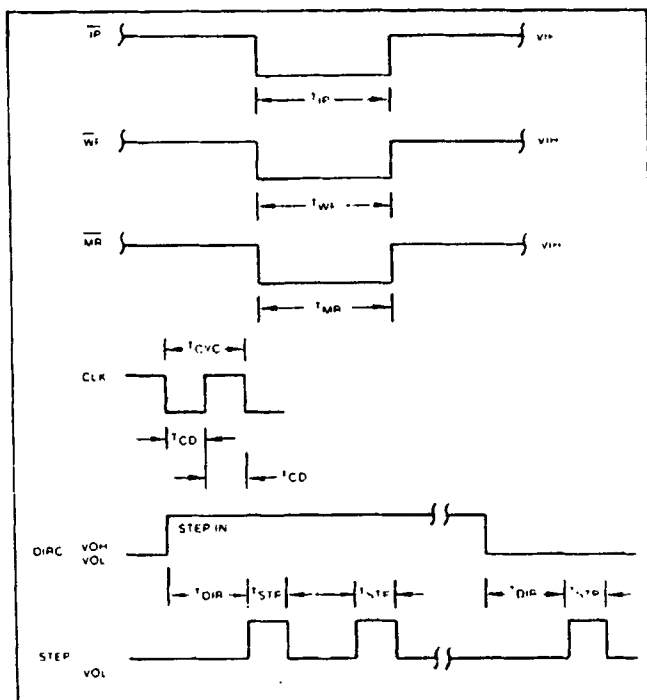 IP VIH
TIP
WF VIH
TWF
MR VIH
TMR
TCYC
CLK
TCD
TCD
STEP IN
DIRC VOH
VOL
TDIR TSTP TSTP TDIR TSTP
STEP
VOL